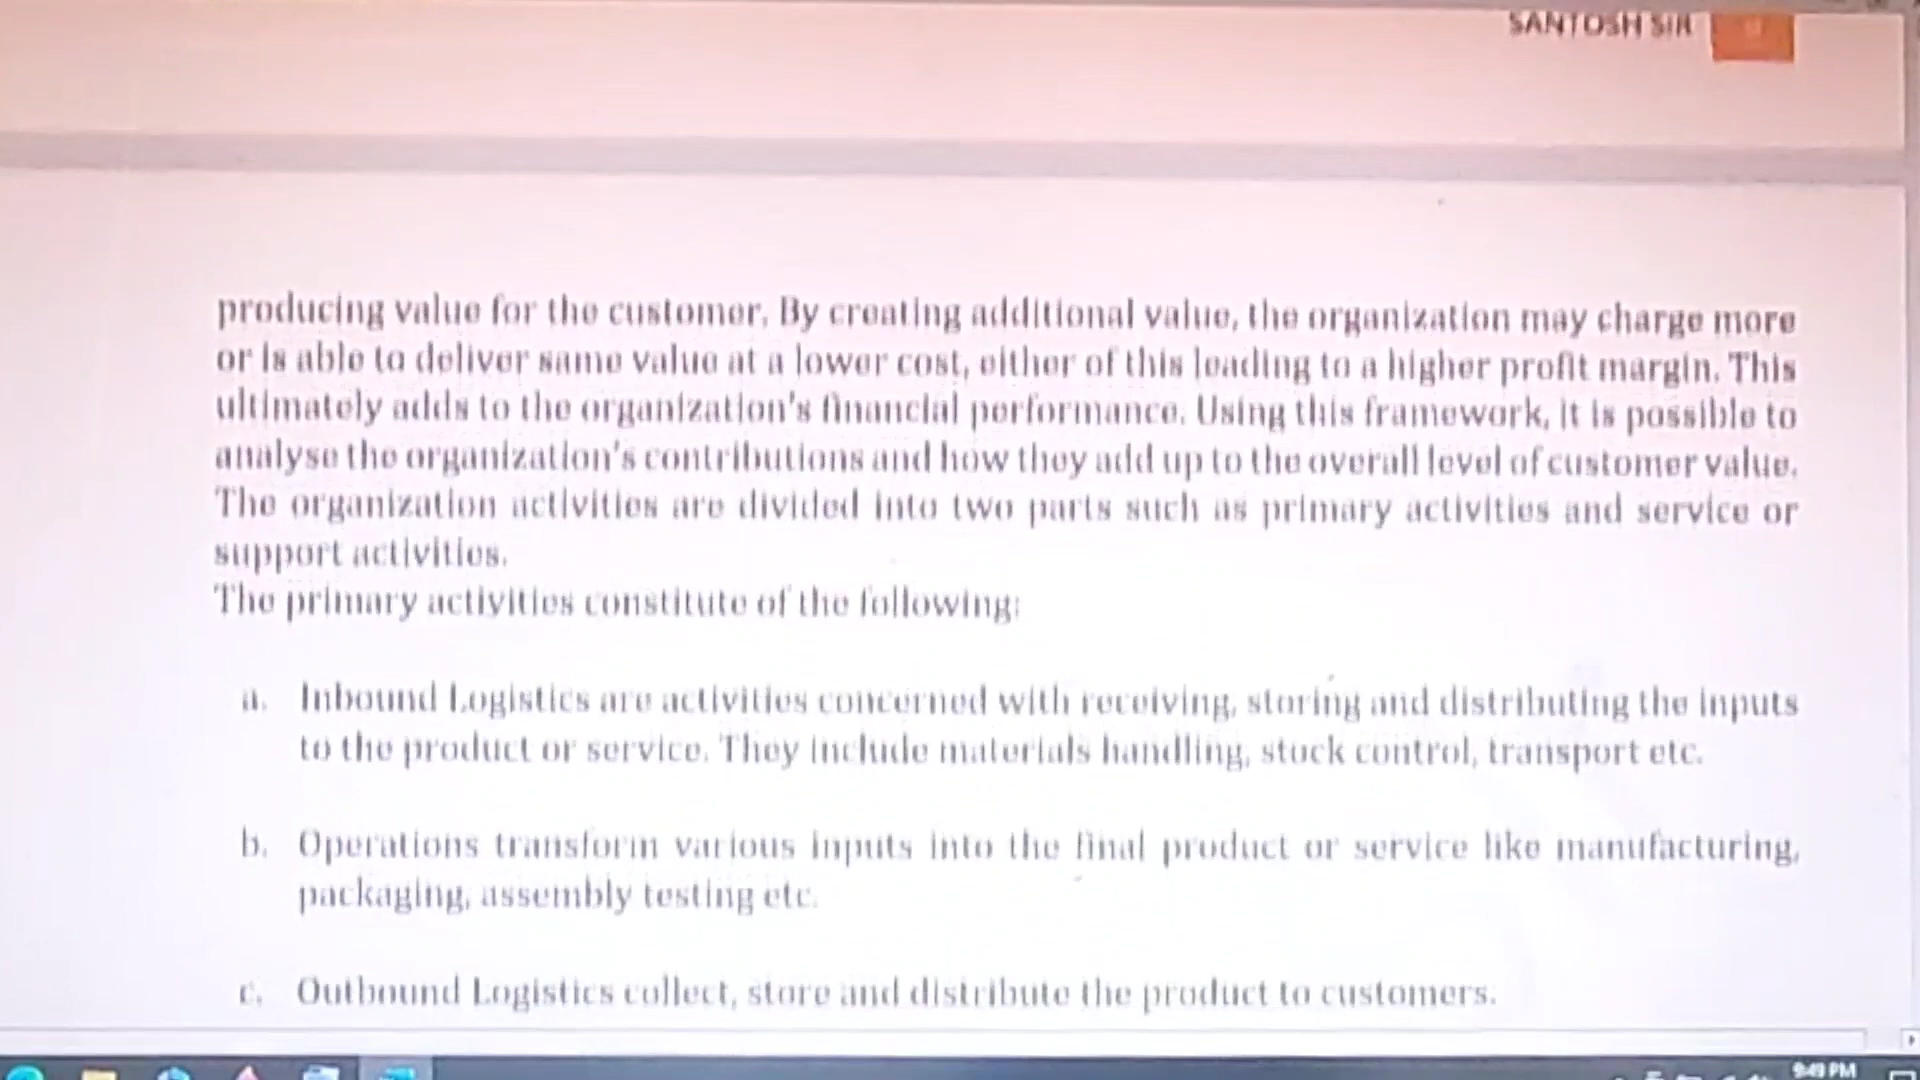 SANTOSH SIR
producing value for the customer. By creating additional value, the organization may charge more
or is able to deliver same value at a lower cost, either of this leading to a higher profit margin. This
ultimately adds to the organization's financial performance. Using this framework, it is possible to
analyse the organization's contributions and how they add up to the overall level of customer value.
The organization activities are divided into two parts such as primary activities and service or
support activities.
The primary activities constitute of the following:
a. Inbound Logistics are activities concerned with receiving, storing and distributing the inputs
to the product or service. They include materials handling, stock control, transport etc.
b. Operations transform various inputs into the final product or service like manufacturing,
packaging, assembly testing etc.
c. Outbound Logistics collect, store and distribute the product to customers.
9:49 PM